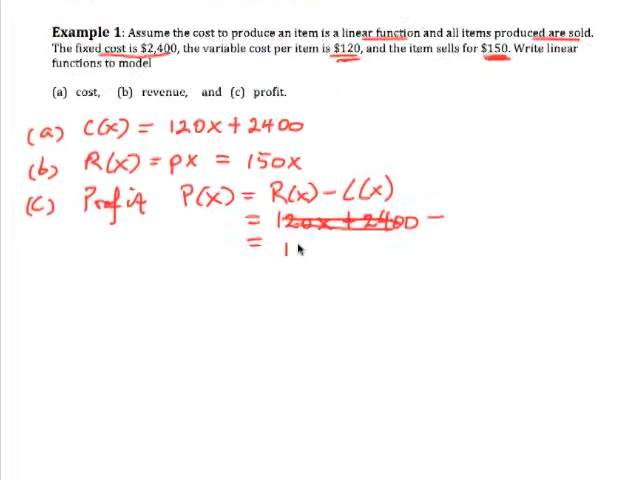 Example 1: Assume the cost to produce an item is a linear function and all items produced are sold.
The fixed cost is $2,400, the variable cost per item is $120, and the item sells for $150. Write linear
functions to model
(a) cost, (b) revenue, and (c) profit.
(a) C(x) = 120x + 2400
(b) R(x) = px = 150x
(c) Profit P(x) = R(x) - C(x)
= 120x + 2400 -
= 1